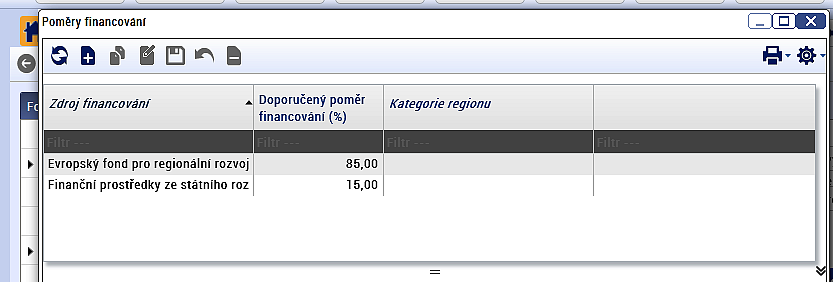 Poměry financování
Fo
Zdroj financování
Doporučený poměr
financování (%)
Kategorie regionu
Filtr ---
Filtr ---
Filtr ---
Filtr ---
Evropský fond pro regionální rozvoj
85,00
Finanční prostředky ze státního roz
15,00